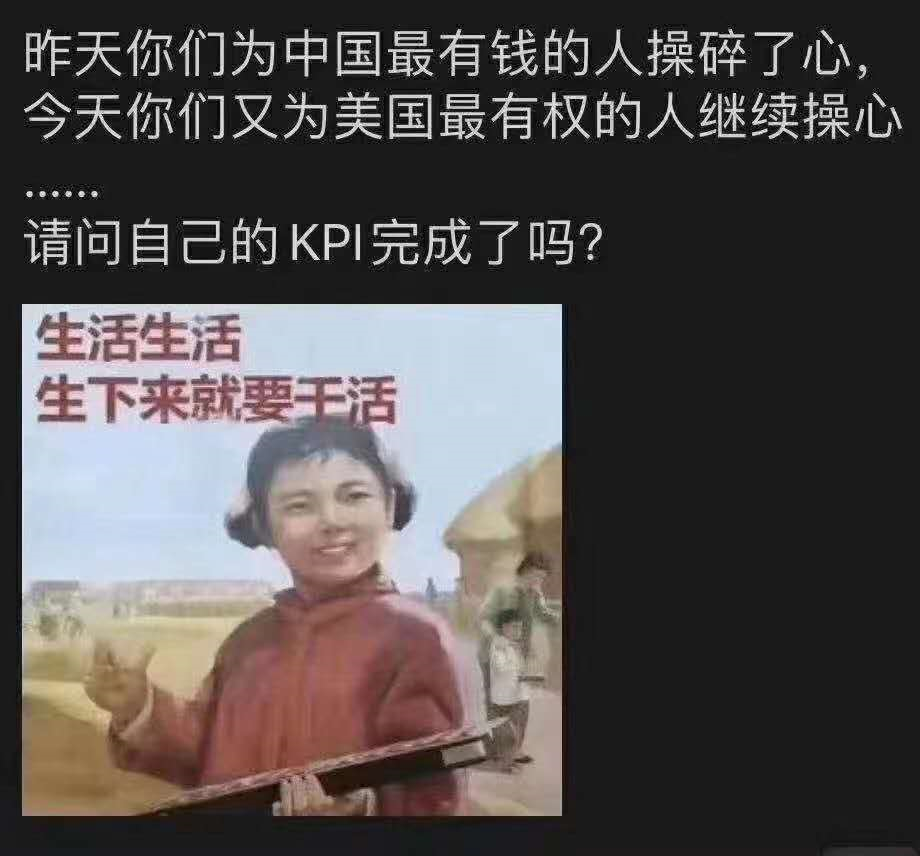 昨天你们为中国最有钱的人操碎了心，
今天你们又为美国最有权的人继续操心
......
请问自己的KPI完成了吗？
生活生活
生下来就要干活